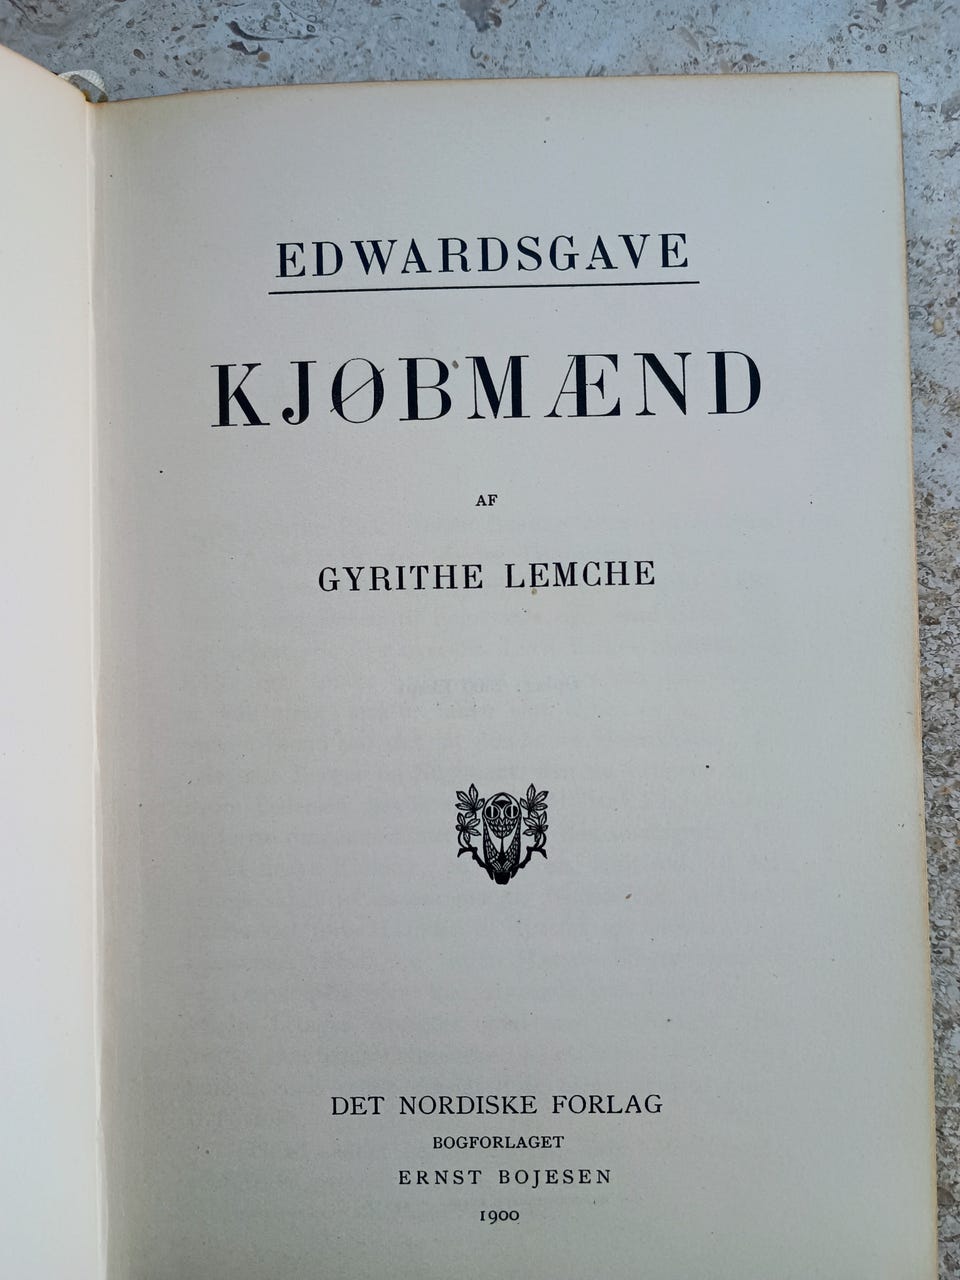 EDWARDSGAVE
KJØBMÆND
AF
GYRITHE LEMCHE
DET NORDISKE FORLAG
BOGFORLAGET
ERNST BOJESEN
1900